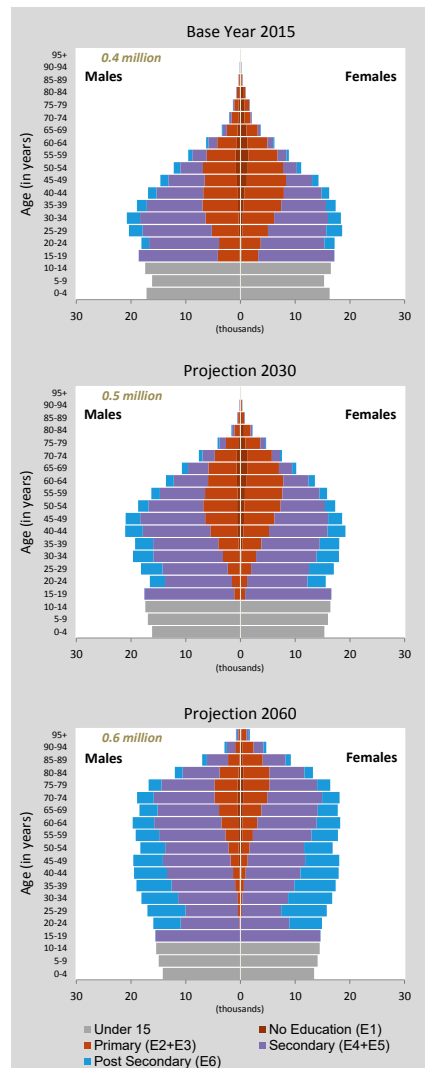 Base Year 2015
0.4 million
Males Females
Age (in years)
95+
90-94
85-89
80-84
75-79
70-74
65-69
60-64
55-59
50-54
45-49
40-44
35-39
30-34
25-29
20-24
15-19
10-14
5-9
0-4
30 20 10 0 10 20 30
(thousands)
Projection 2030
0.5 million
Males Females
Age (in years)
95+
90-94
85-89
80-84
75-79
70-74
65-69
60-64
55-59
50-54
45-49
40-44
35-39
30-34
25-29
20-24
15-19
10-14
5-9
0-4
30 20 10 0 10 20 30
(thousands)
Projection 2060
0.6 million
Males Females
Age (in years)
95+
90-94
85-89
80-84
75-79
70-74
65-69
60-64
55-59
50-54
45-49
40-44
35-39
30-34
25-29
20-24
15-19
10-14
5-9
0-4
30 20 10 0 10 20 30
(thousands)
Under 15 No Education (E1)
Primary (E2+E3) Secondary (E4+E5)
Post Secondary (E6)